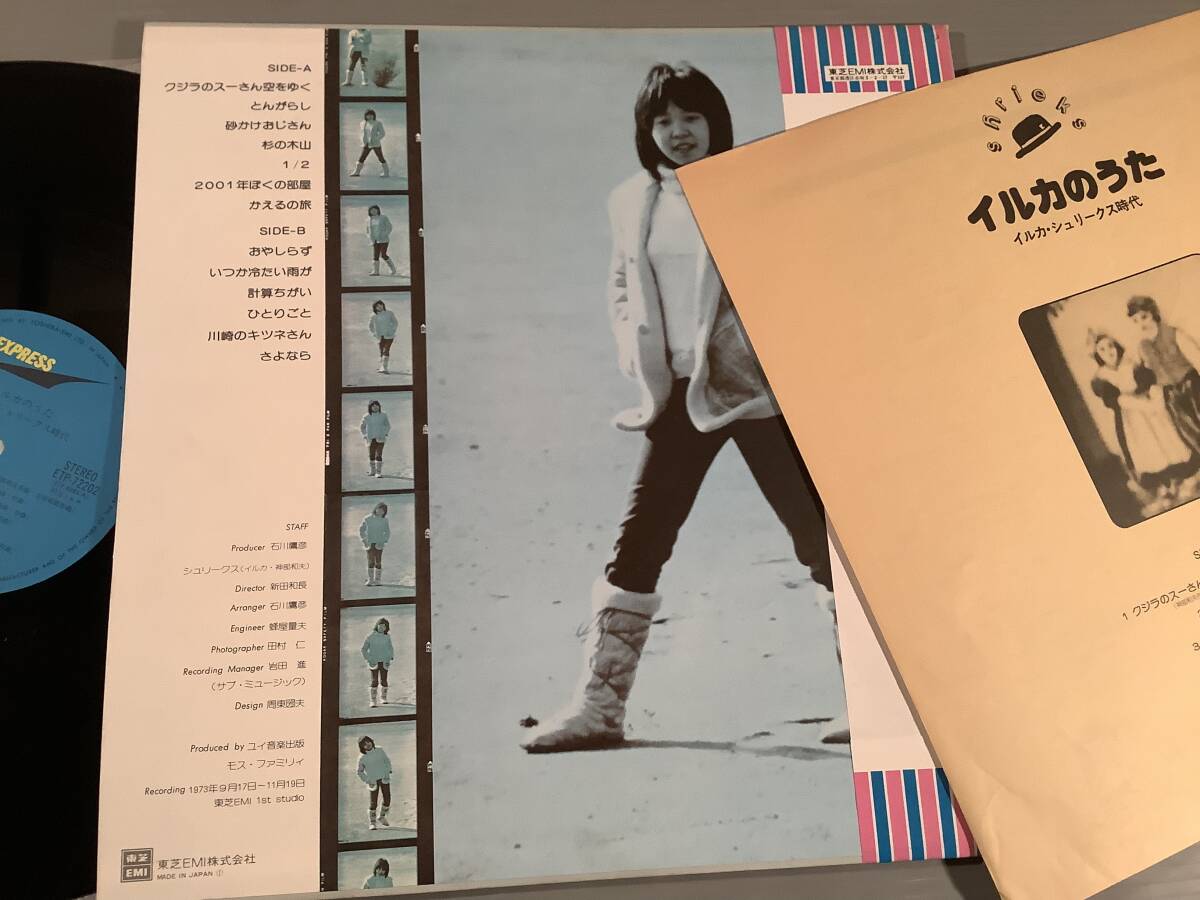 SIDE-A
クジラのスーさん空をゆく
とんがらし
砂かけおじさん
杉の木山
1/2
2001年ぼくの部屋
かえるの旅
SIDE-B
おやしらず
いつか冷たい雨が
計算ちがい
ひとりごと
川崎のキツネさん
さよなら
STAFF
Producer 石川鷹彦
シュリークス(イルカ・神部和夫)
Director 新田和長
Arranger 石川鷹彦
Engineer 蜂屋量夫
Photographer 田村 仁
Recording Manager 岩田 進
(サブ・ミュージック)
Design 周東図夫
Produced by ユイ音楽出版
モス・ファミリィ
Recording 1973年9月17日~11月19日
東芝EMI 1st studio
東芝
EMI
東芝EMI株式会社
MADE IN JAPAN
東芝EMI株式会社
shrieks
イルカのうた
イルカ・シュリークス時代
1 クジラのスーさん
3
EXPRESS
ルカのうた
STEREO
ETP-72202